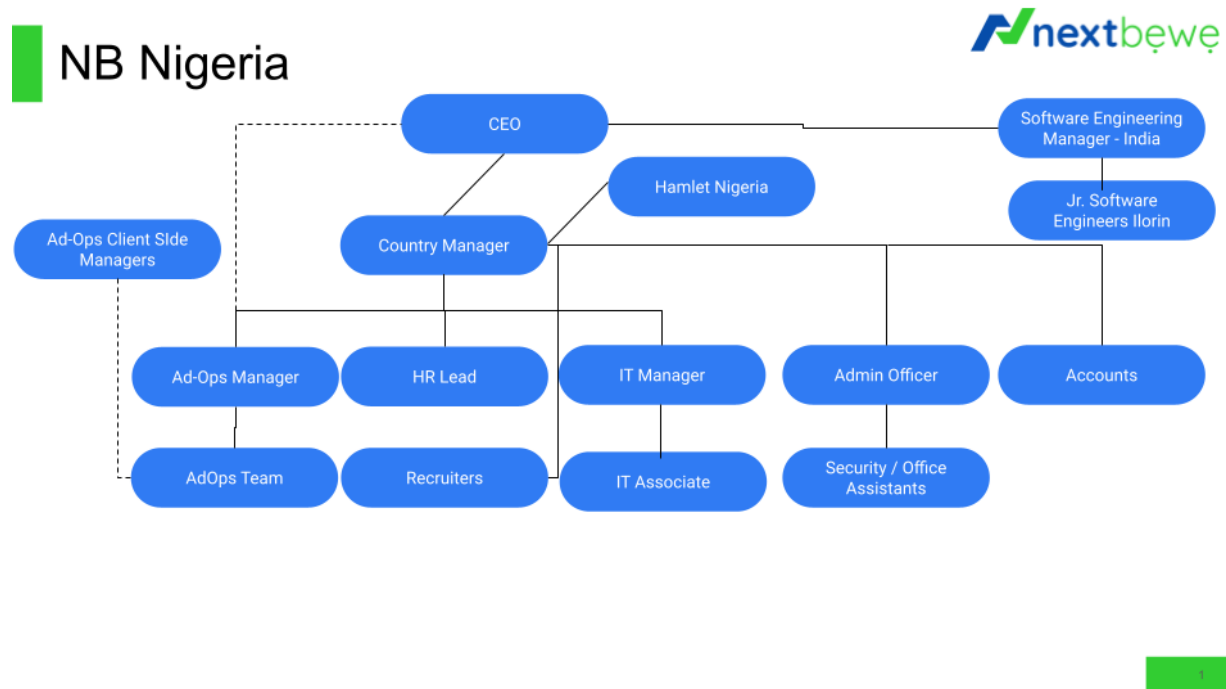 nextbẹwẹ
NB Nigeria
CEO
Software Engineering
Manager - India
Hamlet Nigeria
Jr. Software
Engineers Ilorin
Ad-Ops Client SIde
Managers
Country Manager
Ad-Ops Manager
HR Lead
IT Manager
Admin Officer
Accounts
AdOps Team
Recruiters
IT Associate
Security / Office
Assistants
1